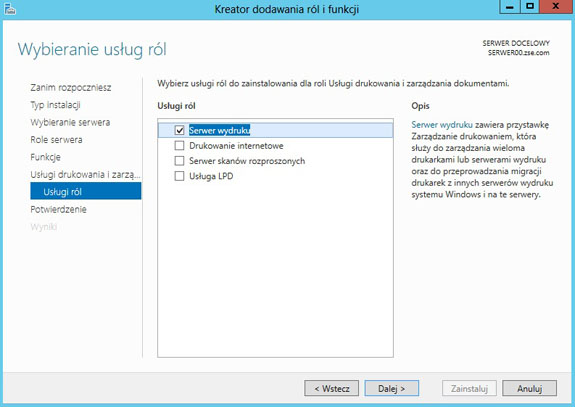 Kreator dodawania ról i funkcji
Wybieranie usług ról
SERWER DOCELOWY
SERWER00.zse.com
Zanim rozpoczniesz
Typ instalacji
Wybieranie serwera
Role serwera
Funkcje
Usługi drukowania i zarzą...
Usługi ról
Potwierdzenie
Wyniki
Wybierz usługi ról do zainstalowania dla roli Usługi drukowania i zarządzania dokumentami.
Usługi ról
Serwer wydruku
Drukowanie internetowe
Serwer skanów rozproszonych
Usługa LPD
Opis
Serwer wydruku zawiera przystawkę
Zarządzanie drukowaniem, która
służy do zarządzania wieloma
drukarkami lub serwerami wydruku
oraz do przeprowadzania migracji
drukarek z innych serwerów wydruku
systemu Windows i na te serwery.
< Wstecz
Dalej >
Zainstaluj
Anuluj